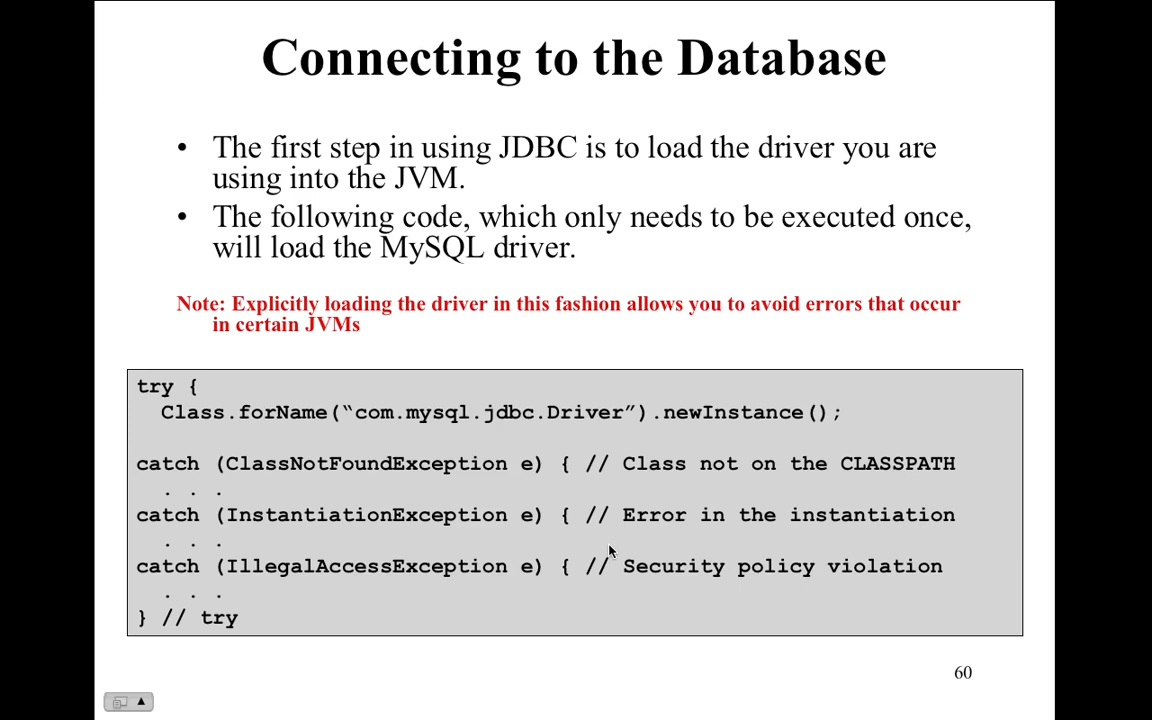 Connecting to the Database
• The first step in using JDBC is to load the driver you are
using into the JVM.
• The following code, which only needs to be executed once,
will load the MySQL driver.
Note: Explicitly loading the driver in this fashion allows you to avoid errors that occur
in certain JVMs
try {
  Class.forName(“com.mysql.jdbc.Driver”).newInstance();
catch (ClassNotFoundException e) { // Class not on the CLASSPATH
  . . .
catch (InstantiationException e) { // Error in the instantiation
  . . .
catch (IllegalAccessException e) { // Security policy violation
  . . .
} // try
60